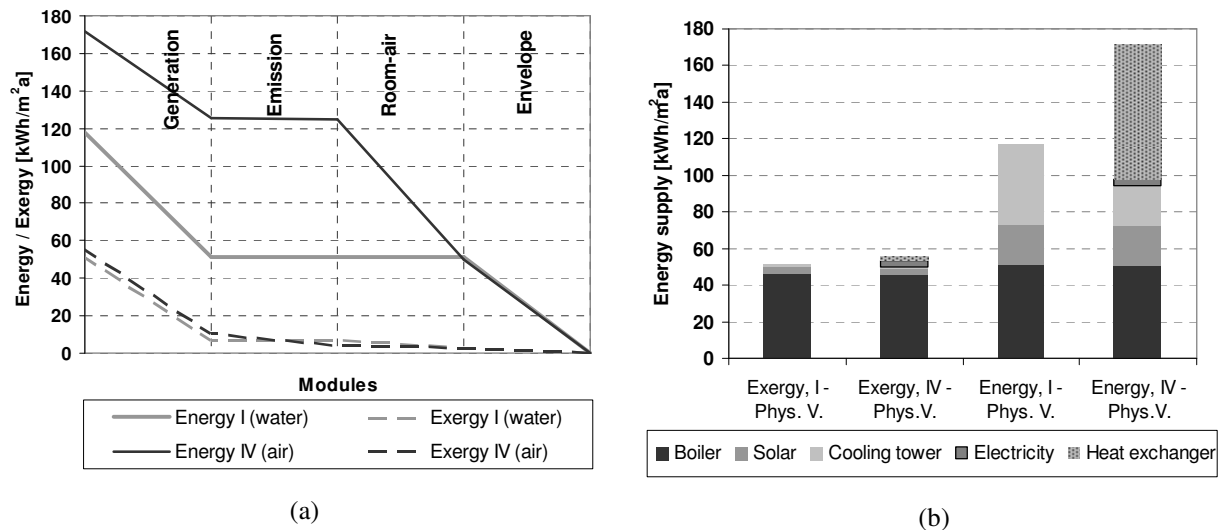 180
160
140
120
100
80
60
40
20
0
Energy / Exergy [kWh/m²a]
Generation
Emission
Room-air
Envelope
Modules
Energy I (water)
Exergy I (water)
Energy IV (air)
Exergy IV (air)
(a)
180
160
140
120
100
80
60
40
20
0
Energy supply [kWh/m²a]
Exergy, I -
Phys. V.
Exergy, IV -
Phys.V.
Energy, I -
Phys. V.
Energy, IV -
Phys.V.
Boiler
Solar
Cooling tower
Electricity
Heat exchanger
(b)